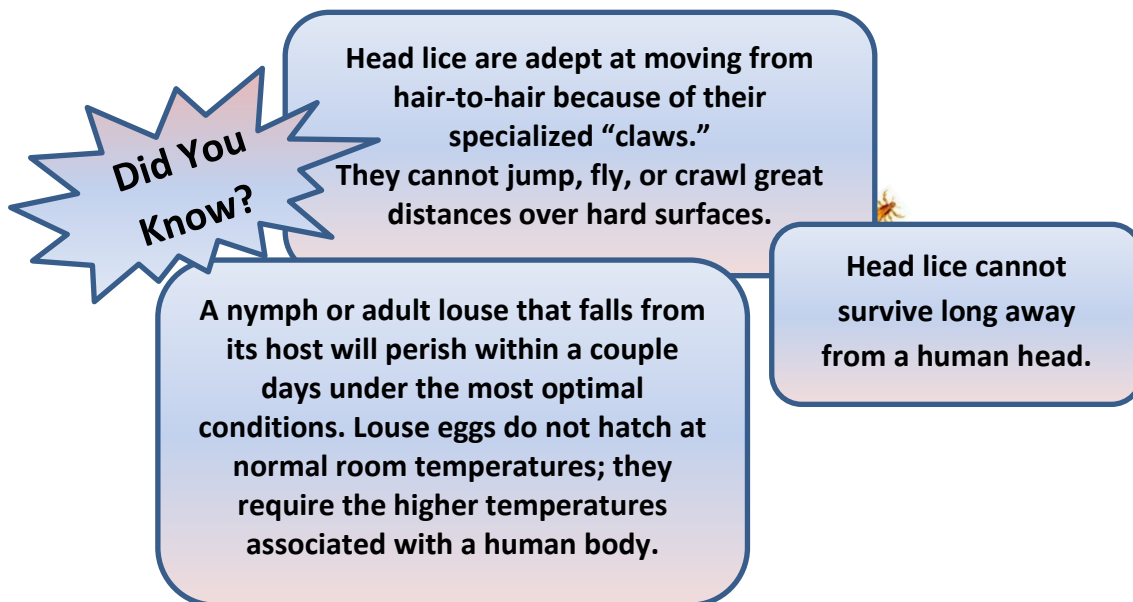 Did You
Know?
Head lice are adept at moving from
hair-to-hair because of their
specialized “claws.”
They cannot jump, fly, or crawl great
distances over hard surfaces.
Head lice cannot
survive long away
from a human head.
A nymph or adult louse that falls from
its host will perish within a couple
days under the most optimal
conditions. Louse eggs do not hatch at
normal room temperatures; they
require the higher temperatures
associated with a human body.